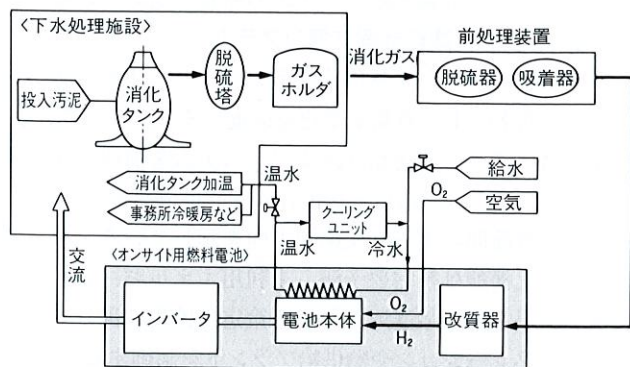 〈下水処理施設〉
投入汚泥
消化
タンク
脱硫
塔
ガス
ホルダ
消化ガス
前処理装置
脱硫器
吸着器
消化タンク加温
事務所冷暖房など
温水
温水
クーリング
ユニット
冷水
給水
O₂
空気
交流
〈オンサイト用燃料電池〉
インバータ
電池本体
O₂
H₂
改質器